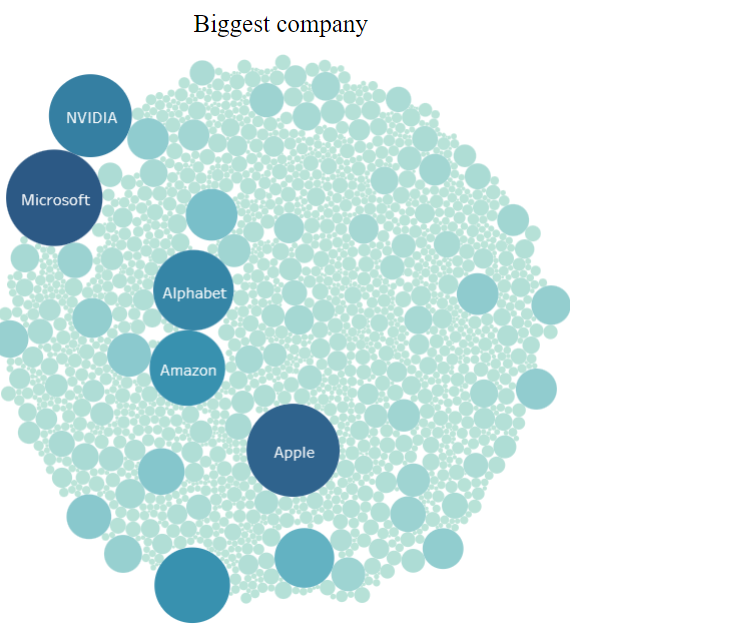 Biggest company
NVIDIA
Microsoft
Alphabet
Amazon
Apple